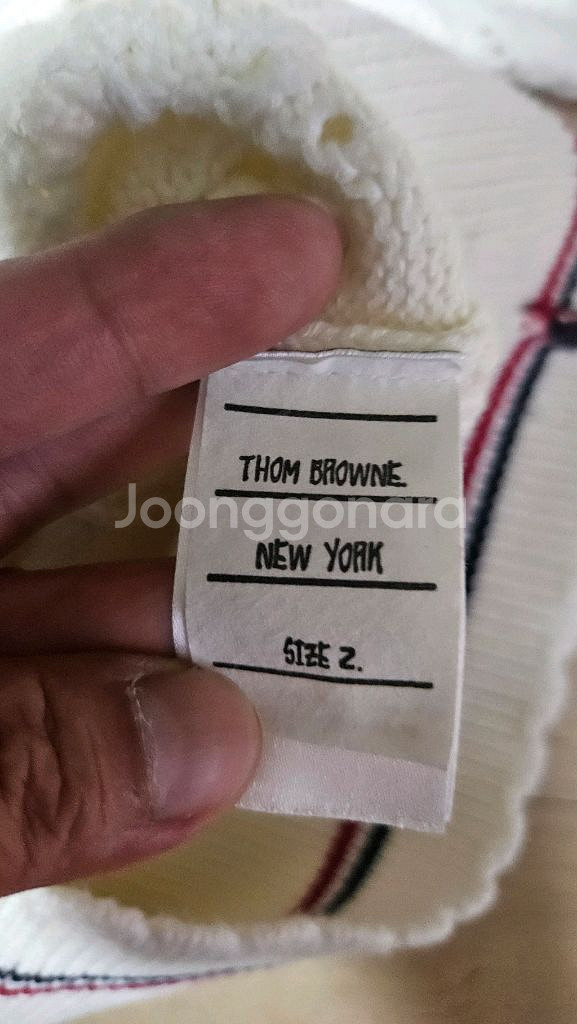 THOM BROWNE.
Joonggonara
NEW YORK
SIZE 2.